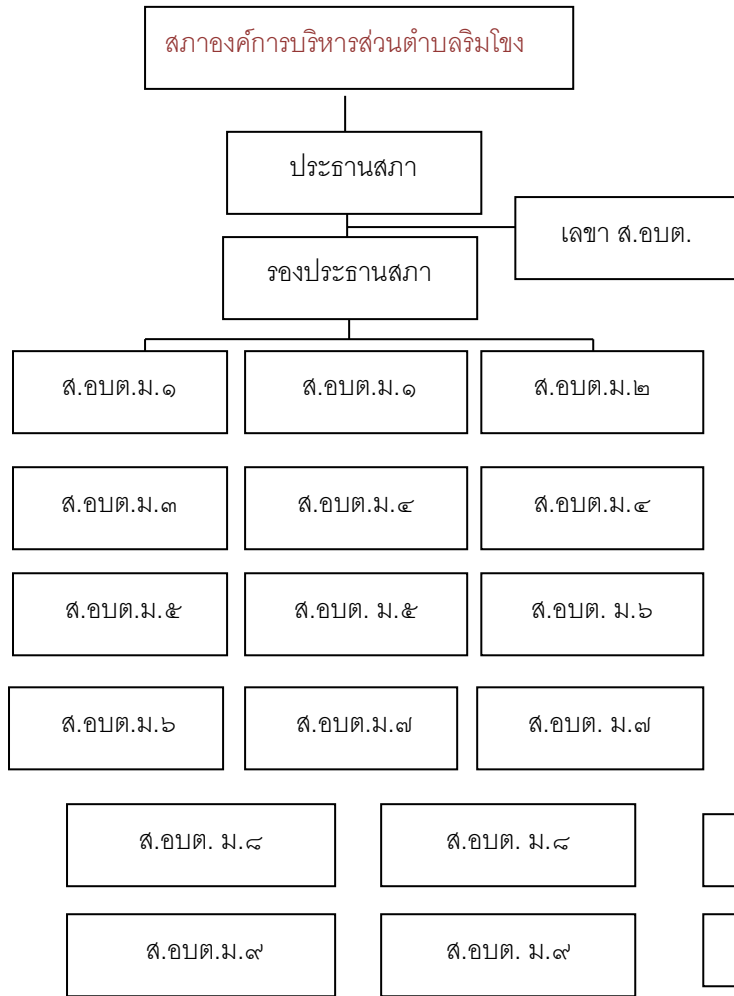 สภาองค์การบริหารส่วนตำบลริมโขง
ประธานสภา
เลขา ส.อบต.
รองประธานสภา
ส.อบต.ม.๑
ส.อบต.ม.๑
ส.อบต.ม.๒
ส.อบต.ม.๓
ส.อบต.ม.๔
ส.อบต.ม.๔
ส.อบต.ม.๕
ส.อบต. ม.๕
ส.อบต. ม.๖
ส.อบต.ม.๖
ส.อบต.ม.๗
ส.อบต. ม.๗
ส.อบต. ม.๘
ส.อบต. ม.๘
ส.อบต.ม.๙
ส.อบต. ม.๙